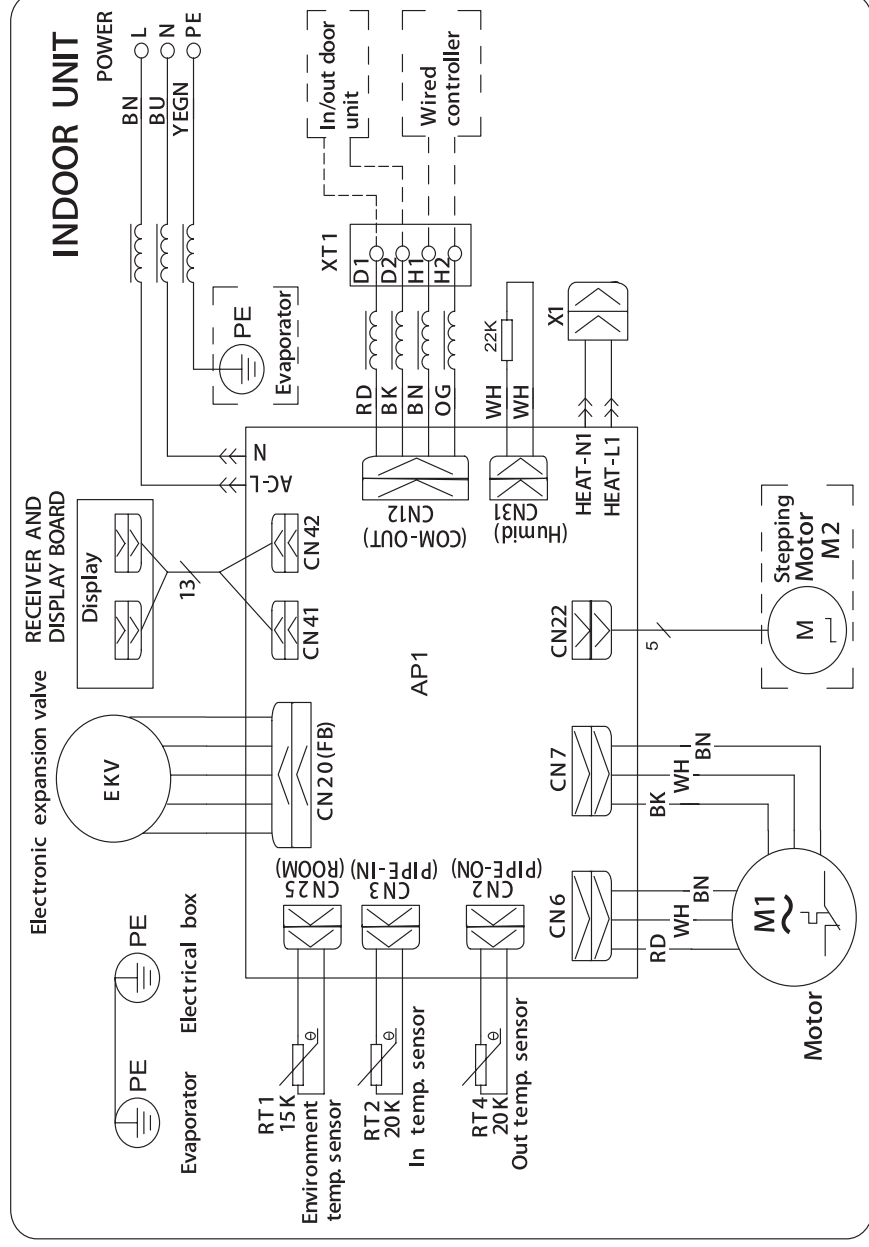 INDOOR UNIT
POWER
L
N
PE
BN
BU
YEGN
PE
Evaporator
In/out door
unit
Wired
controller
XT1
D1
D2
H1
H2
RD
BK
BN
OG
22K
WH
WH
X1
HEAT-N1
HEAT-L1
AC-L
N
CN12
(COM-OUT)
CN31
(Humid)
RECEIVER AND
DISPLAY BOARD
Display
13
CN41
CN42
Electronic expansion valve
EKV
CN20(FB)
AP1
CN22
5
Stepping
Motor
M2
M
CN7
BK
WH
BN
CN6
RD
WH
BN
M1
Motor
PE
Evaporator
PE
Electrical box
CN25
(ROOM)
CN3
(PIPE-IN)
CN2
(PIPE-ON)
RT1
15K
θ
Environment
temp. sensor
RT2
20K
θ
In temp. sensor
RT4
20K
θ
Out temp. sensor